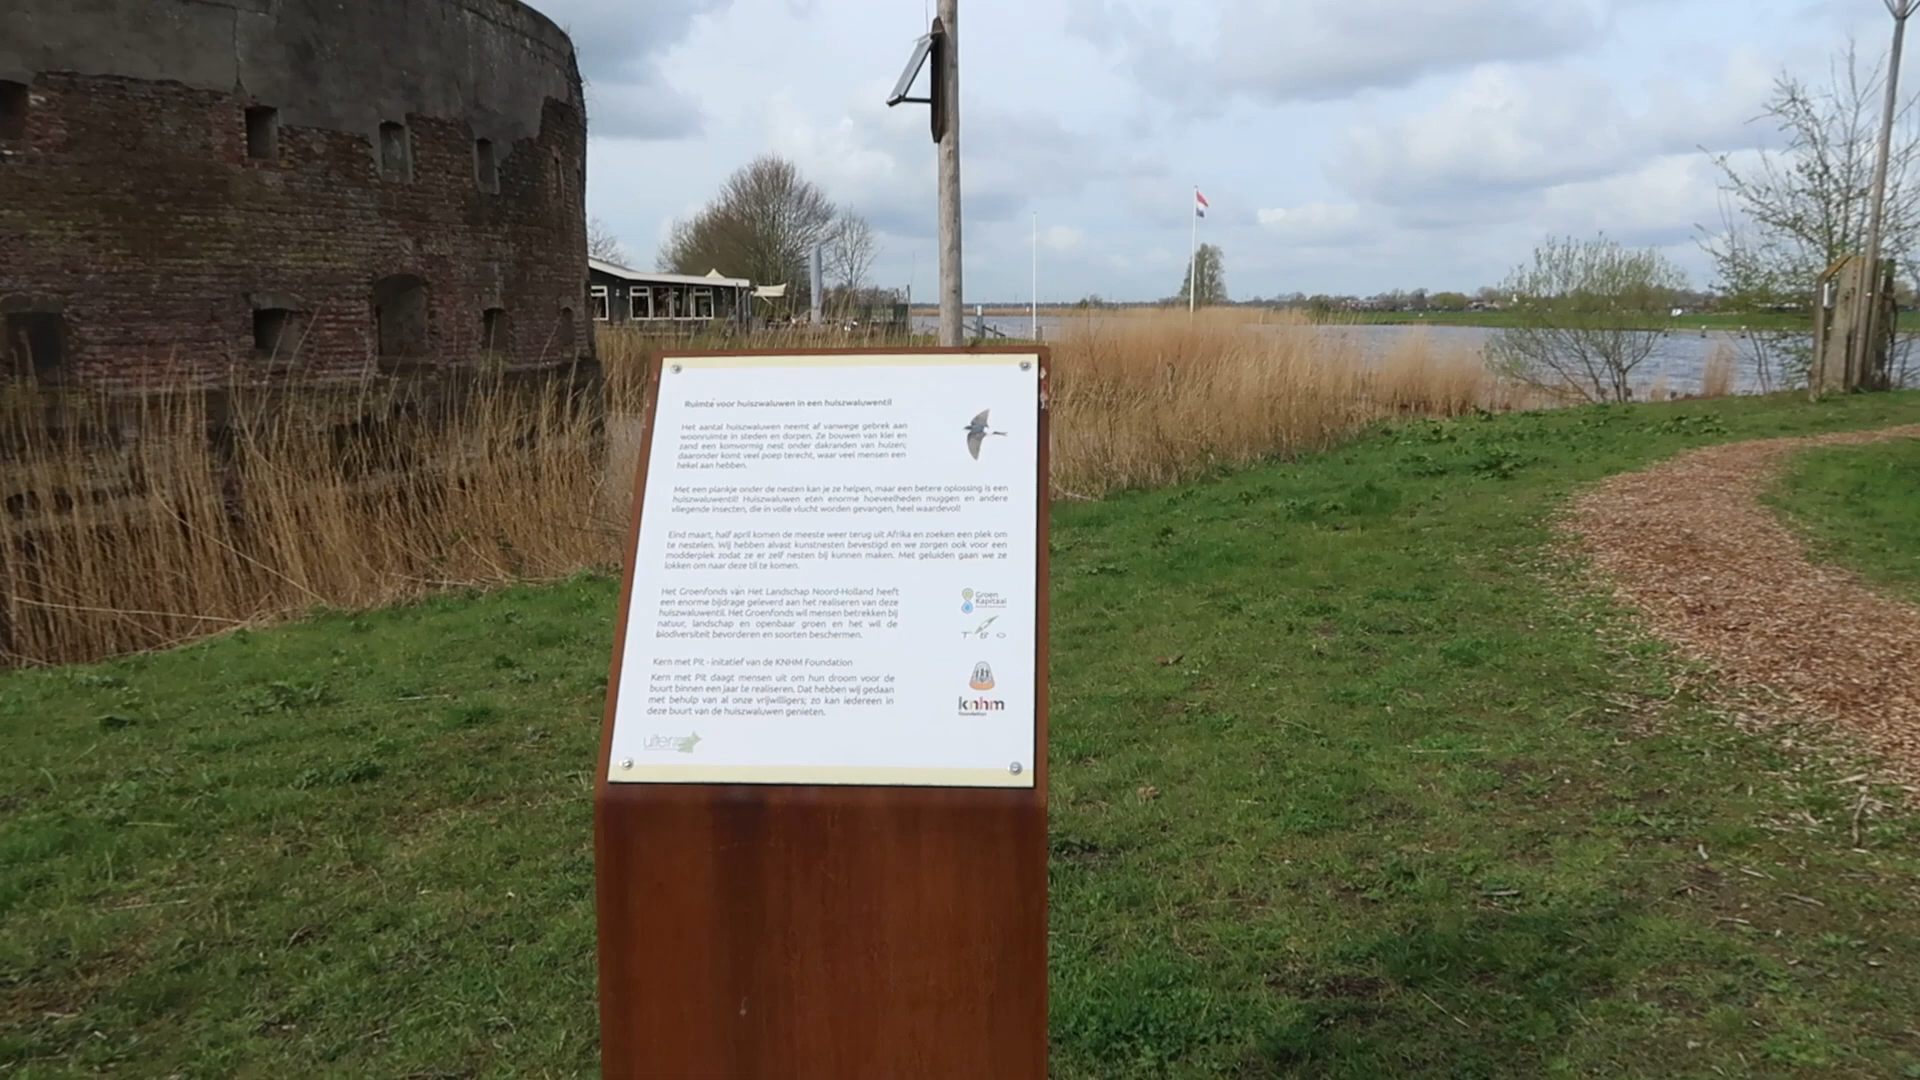 Ruimte voor huiszwaluwen in een huiszwaluwentil
Het aantal huiszwaluwen neemt af vanwege gebrek aan
woonruimte in steden en dorpen. Ze bouwen van klei en
zand een komvormig nest onder dakranden van huizen;
daaronder komt veel poep terecht, waar veel mensen een
hekel aan hebben.
Met een plankje onder de nesten kan je ze helpen, maar een betere oplossing is een
huiszwaluwentil! Huiszwaluwen eten enorme hoeveelheden muggen en andere
vliegende insecten, die in volle vlucht worden gevangen, heel waardevol!
Eind maart, half april komen de meeste weer terug uit Afrika en zoeken een plek om
te nestelen. Wij hebben alvast kunstnesten bevestigd en we zorgen ook voor een
modderplek zodat ze er zelf nesten bij kunnen maken. Met geluiden gaan we ze
lokken om naar deze til te komen.
Het Groenfonds van Het Landschap Noord-Holland heeft
een enorme bijdrage geleverd aan het realiseren van deze
huiszwaluwentil. Het Groenfonds wil mensen betrekken bij
natuur, landschap en openbaar groen en het wil de
biodiversiteit bevorderen en soorten beschermen.
Groen
Kapitaal
T B O
Kern met Pit - initatief van de KNHM Foundation
Kern met Pit daagt mensen uit om hun droom voor de
buurt binnen een jaar te realiseren. Dat hebben wij gedaan
met behulp van al onze vrijwilligers; zo kan iedereen in
deze buurt van de huiszwaluwen genieten.
knhm
foundation